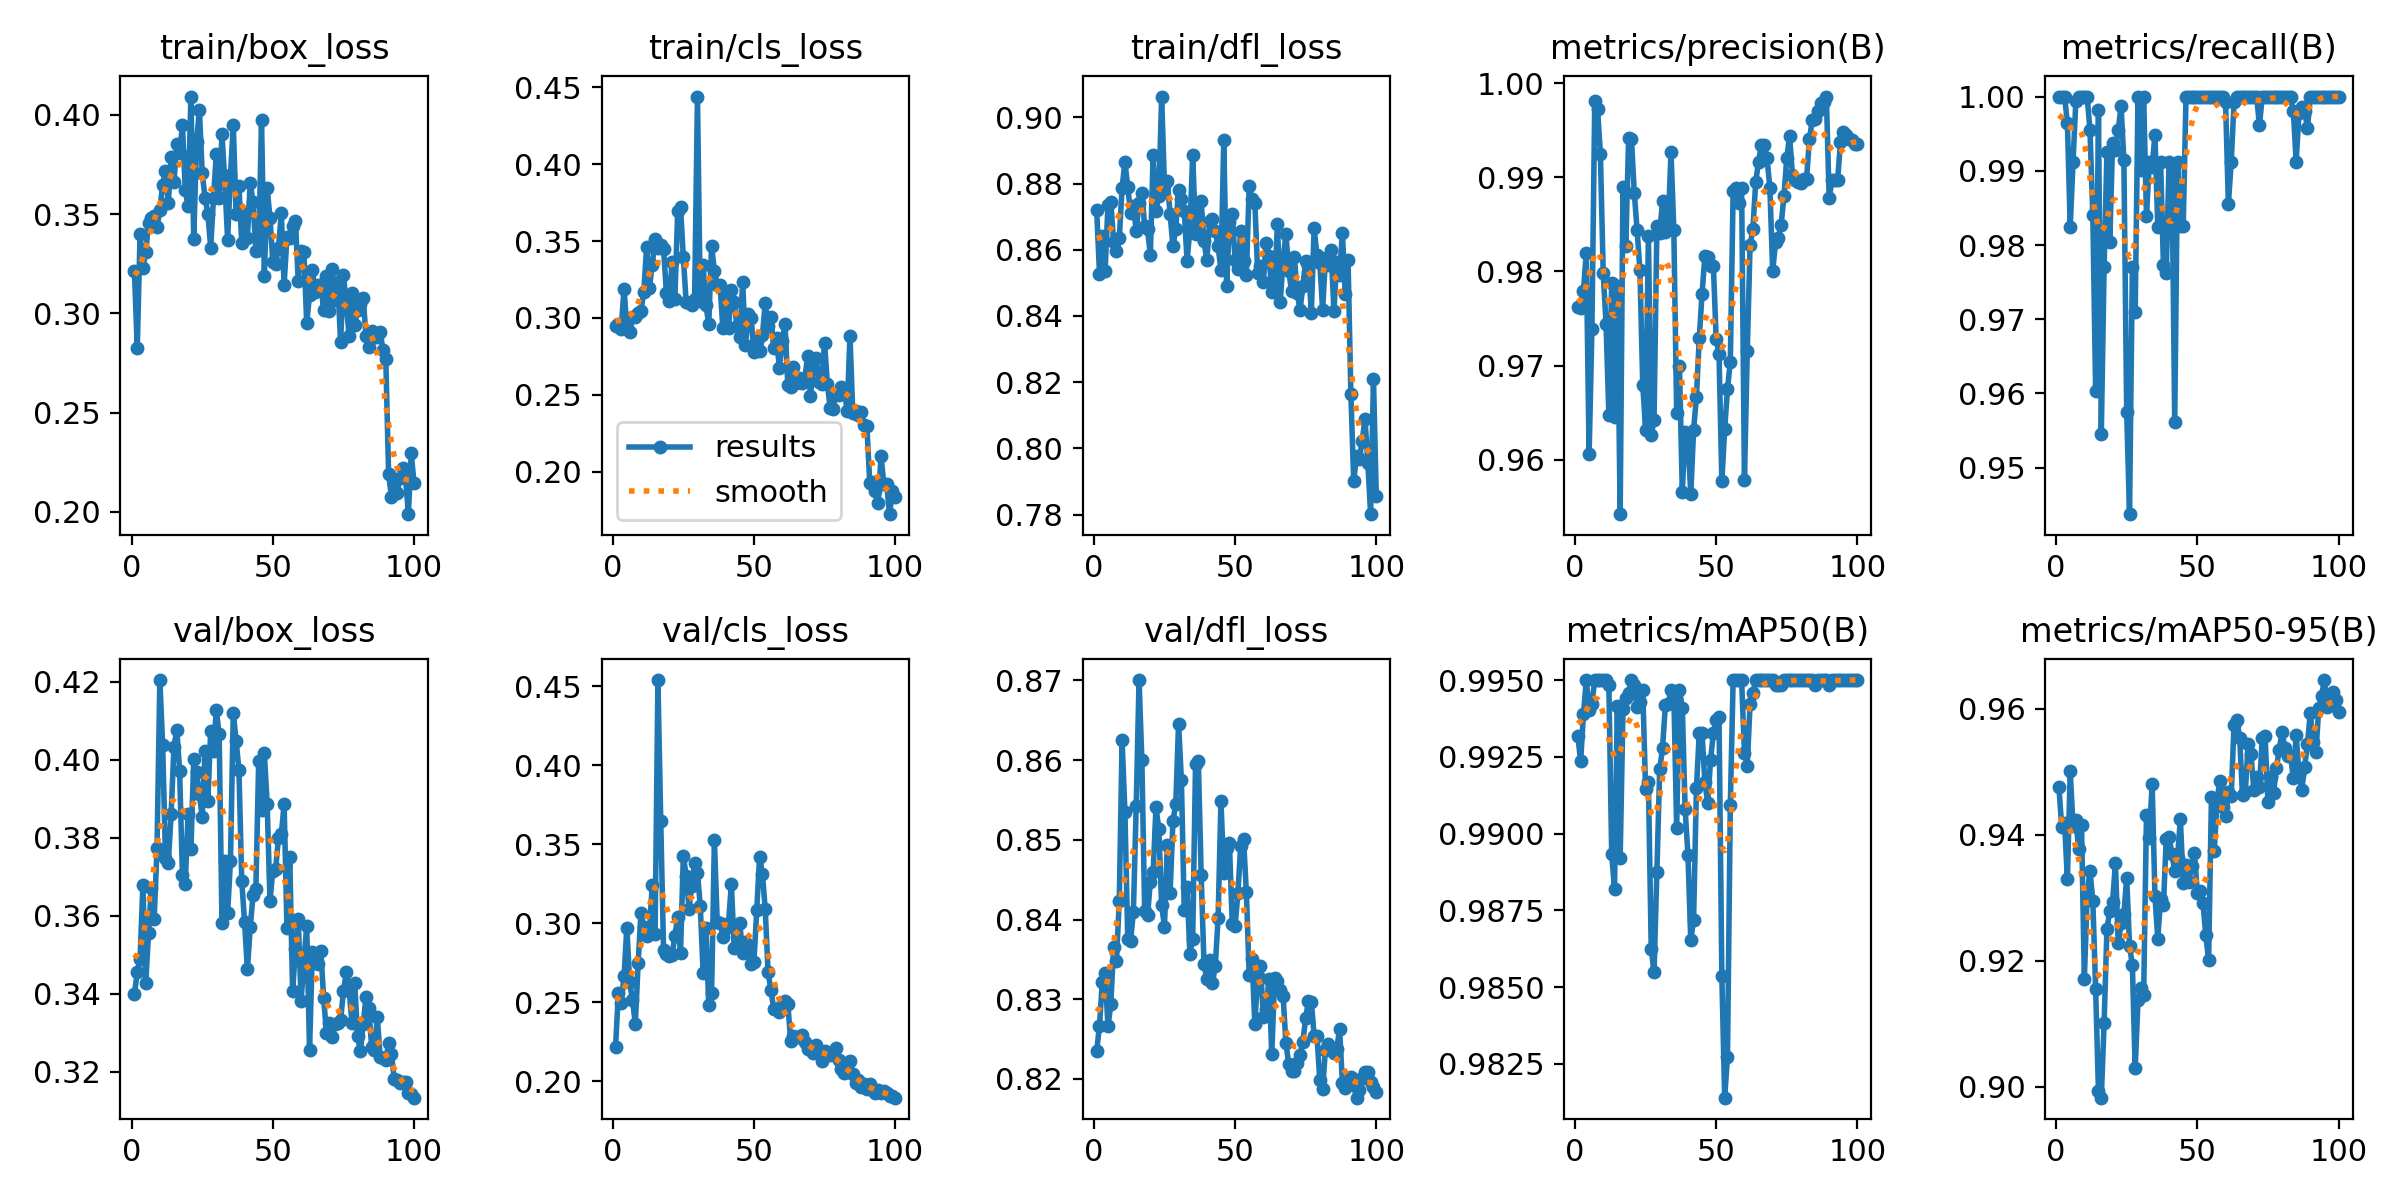 train/box_loss
0.40
0.35
0.30
0.25
0.20
0 50 100
train/cls_loss
0.45
0.40
0.35
0.30
0.25
0.20
results
smooth
0 50 100
train/dfl_loss
0.90
0.88
0.86
0.84
0.82
0.80
0.78
0 50 100
metrics/precision(B)
1.00
0.99
0.98
0.97
0.96
0 50 100
metrics/recall(B)
1.00
0.99
0.98
0.97
0.96
0.95
0 50 100
val/box_loss
0.42
0.40
0.38
0.36
0.34
0.32
0 50 100
val/cls_loss
0.45
0.40
0.35
0.30
0.25
0.20
0 50 100
val/dfl_loss
0.87
0.86
0.85
0.84
0.83
0.82
0 50 100
metrics/mAP50(B)
0.9950
0.9925
0.9900
0.9875
0.9850
0.9825
0 50 100
metrics/mAP50-95(B)
0.96
0.94
0.92
0.90
0 50 100